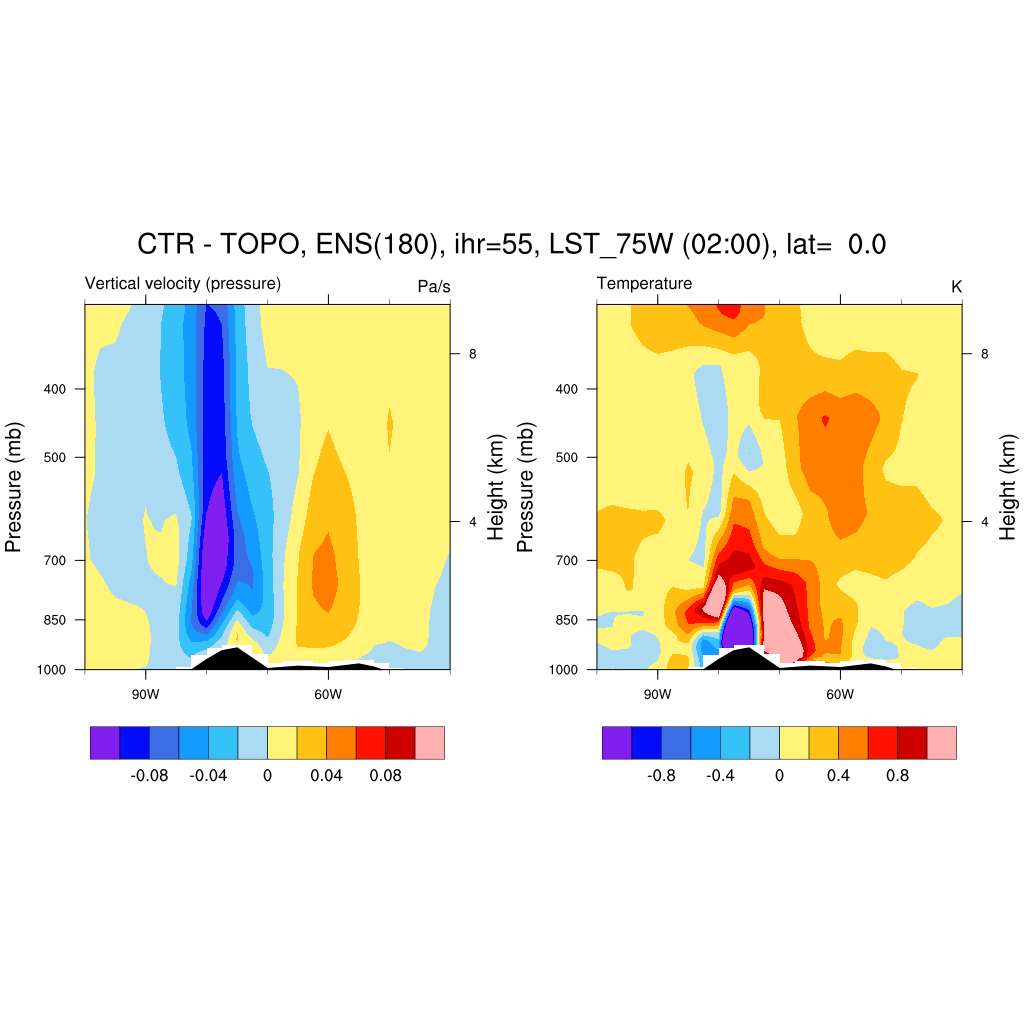 CTR - TOPO, ENS(180), ihr=55, LST_75W (02:00), lat=  0.0
Vertical velocity (pressure) Pa/s
Pressure (mb)
400
500
700
850
1000
8
4
Height (km)
90W 60W
-0.08 -0.04 0 0.04 0.08
Temperature K
Pressure (mb)
400
500
700
850
1000
8
4
Height (km)
90W 60W
-0.8 -0.4 0 0.4 0.8